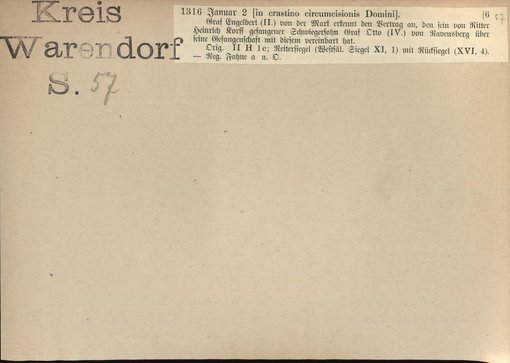 Kreis
Warendorf
S. 57
1316 Januar 2 [in crastino circumcisionis Domini]. [6 57
Graf Engelbert (II.) von der Mark erkennt den Vertrag an, den sein von Ritter
Heinrich Korff gefangener Schwiegersohn Graf Otto (IV.) von Ravensberg über
seine Gefangenschaft mit diesem vereinbart hat.
Orig. II H 1c; Reitersiegel (Westfäl. Siegel XI, 1) mit Rücksiegel (XVI, 4).
— Reg. Fahne a. a. O.